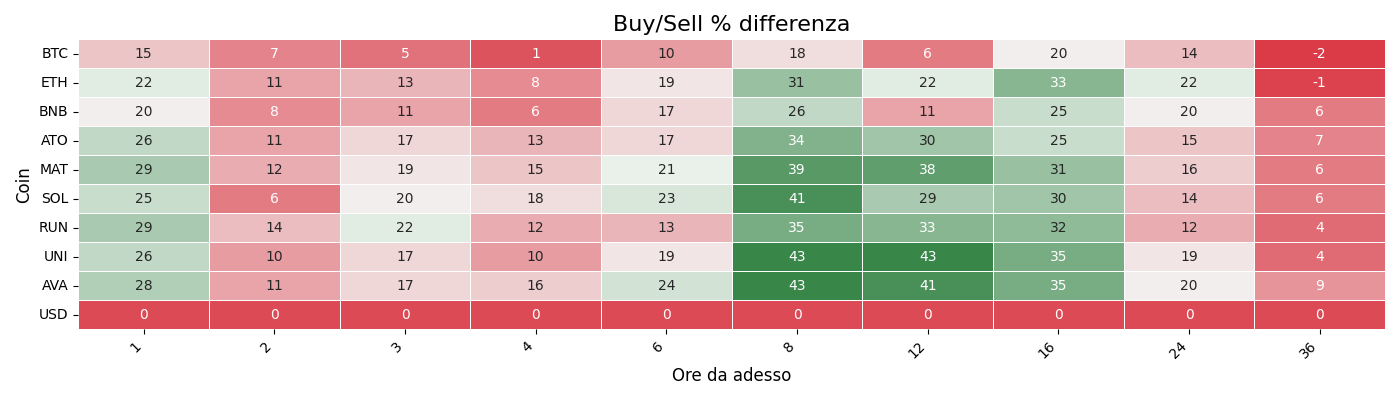 Buy/Sell % differenza
Coin
BTC 15 7 5 1 10 18 6 20 14 -2
ETH 22 11 13 8 19 31 22 33 22 -1
BNB 20 8 11 6 17 26 11 25 20 6
ATO 26 11 17 13 17 34 30 25 15 7
MAT 29 12 19 15 21 39 38 31 16 6
SOL 25 6 20 18 23 41 29 30 14 6
RUN 29 14 22 12 13 35 33 32 12 4
UNI 26 10 17 10 19 43 43 35 19 4
AVA 28 11 17 16 24 43 41 35 20 9
USD 0 0 0 0 0 0 0 0 0 0
1 2 3 4 6 8 12 16 24 36
Ore da adesso